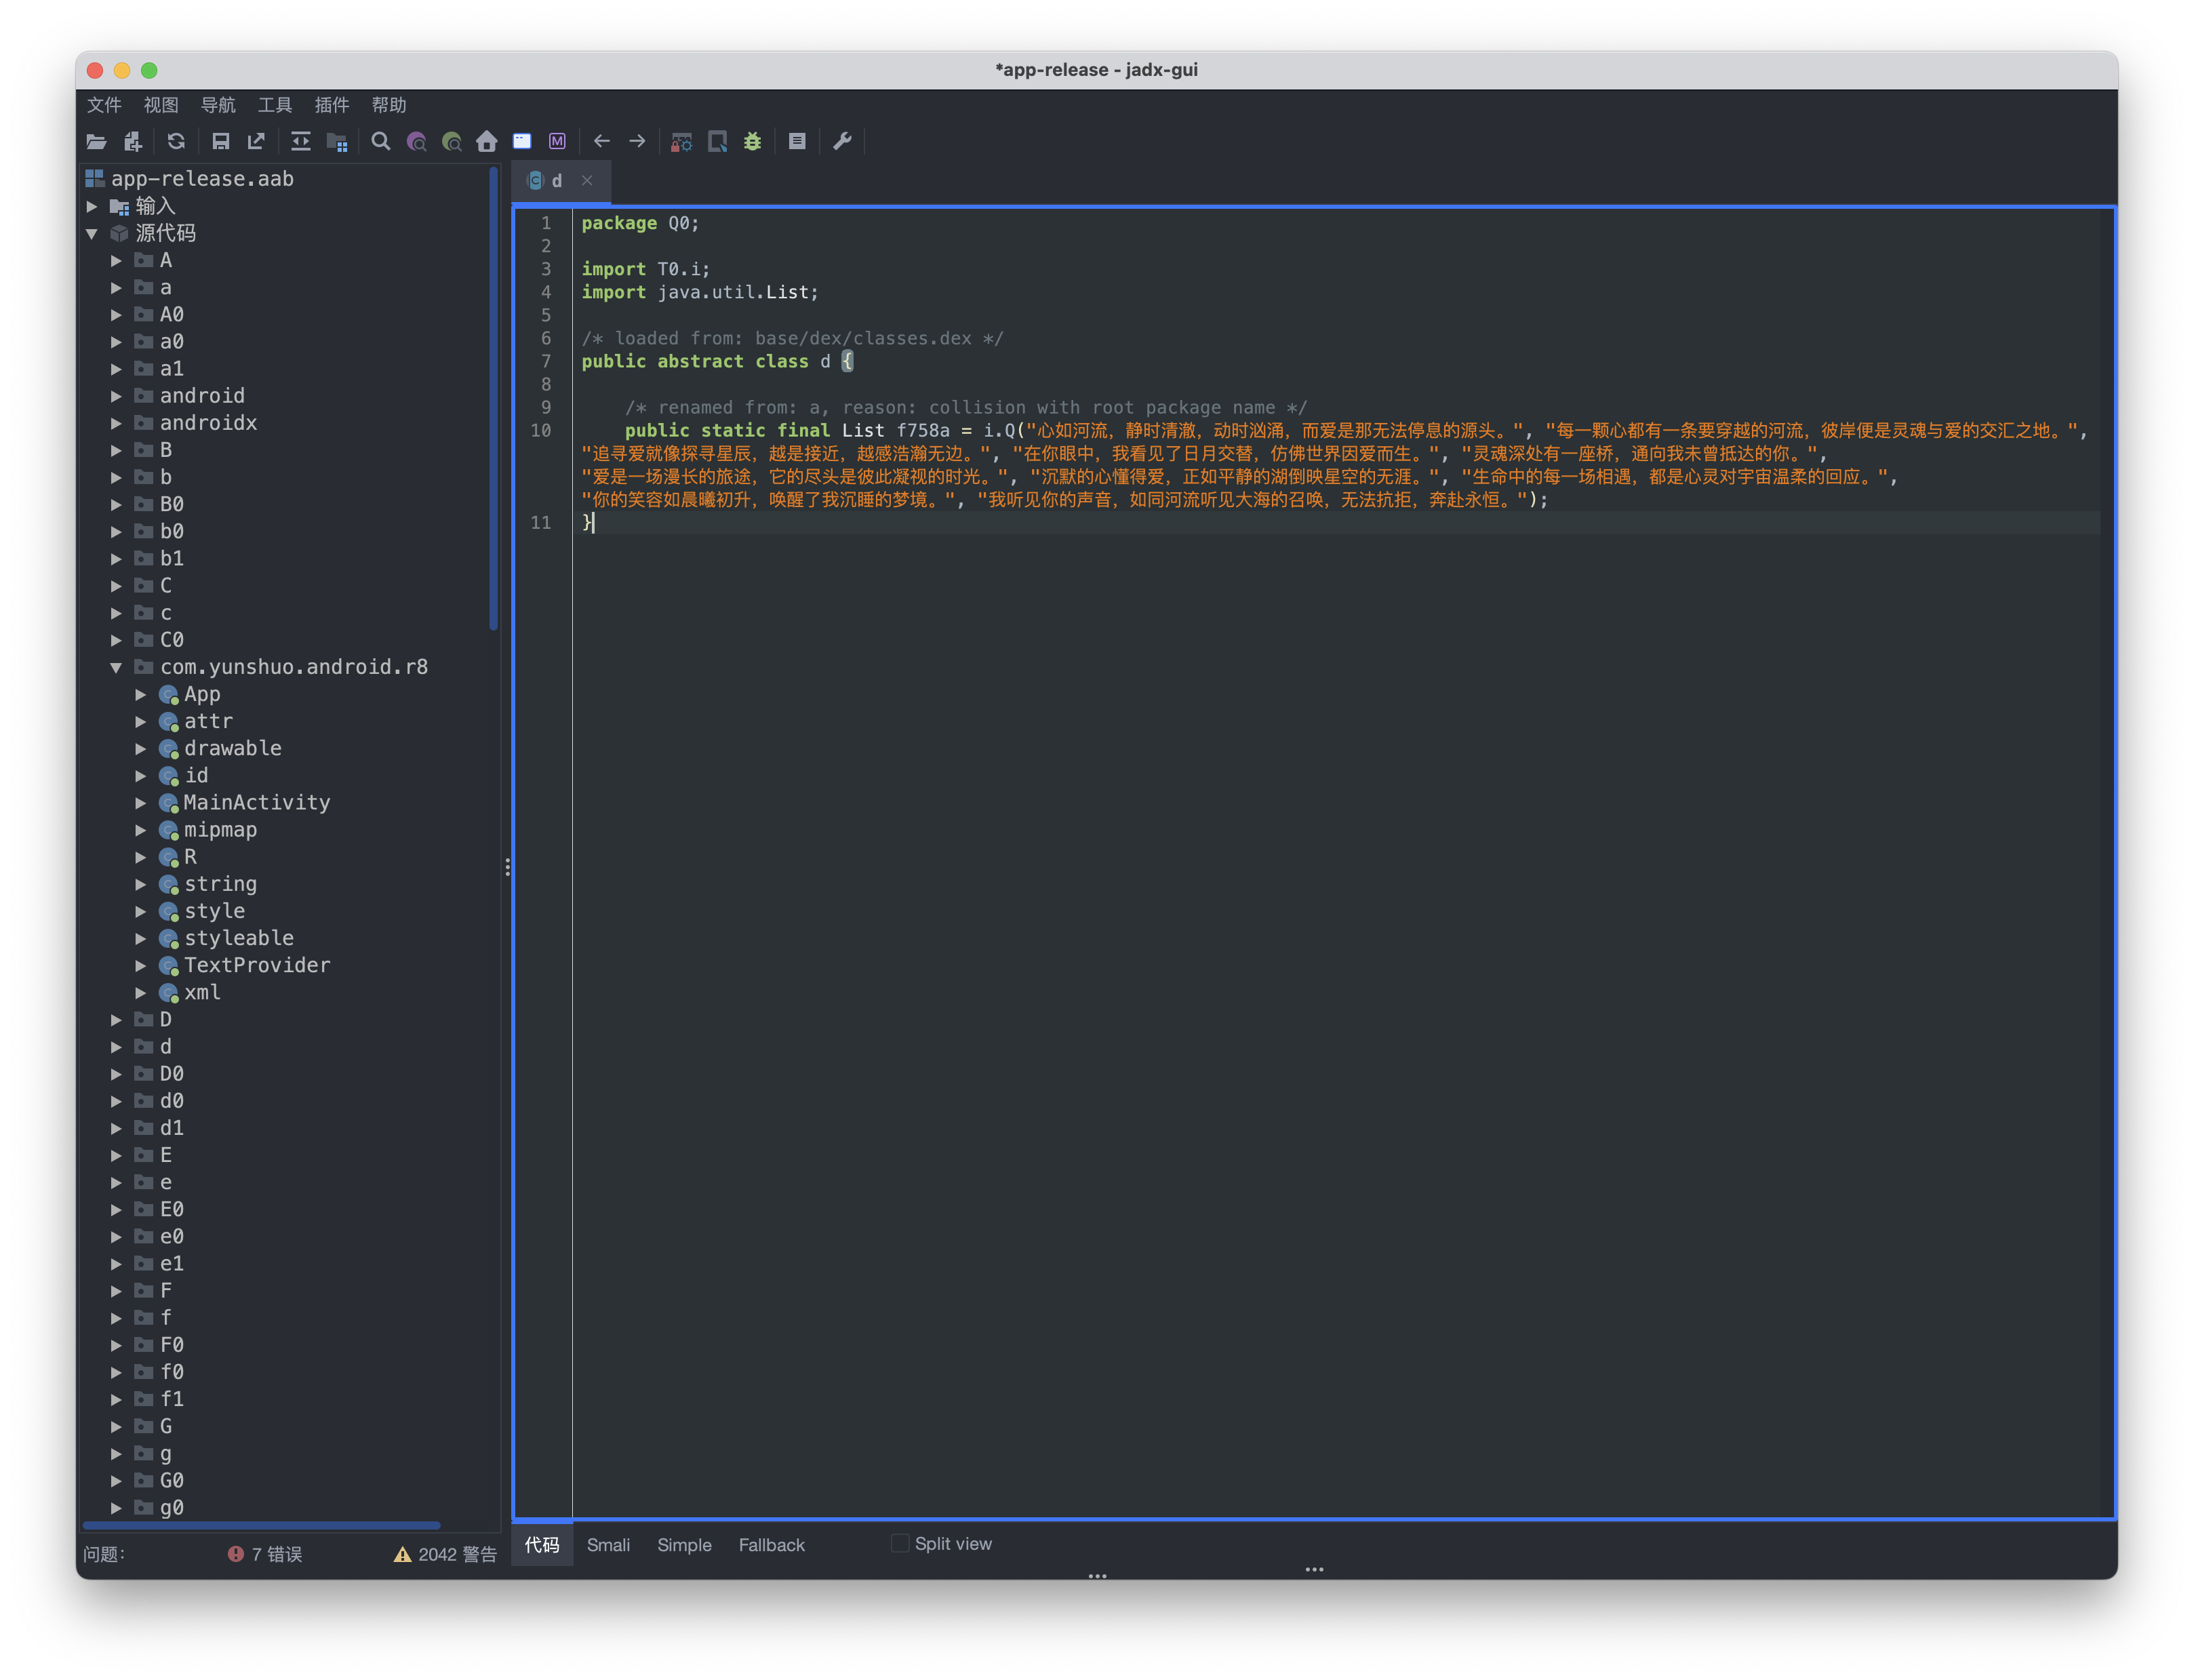 *app-release - jadx-gui
文件 视图 导航 工具 插件 帮助
app-release.aab
输入
源代码
A
a
A0
a0
a1
android
androidx
B
b
B0
b0
b1
C
c
C0
com.yunshuo.android.r8
App
attr
drawable
id
MainActivity
mipmap
R
string
style
styleable
TextProvider
xml
D
d
D0
d0
d1
E
e
E0
e0
e1
F
f
F0
f0
f1
G
g
G0
g0
问题: 7 错误 2042 警告
d
1 package Q0;
2
3 import T0.i;
4 import java.util.List;
5
6 /* loaded from: base/dex/classes.dex */
7 public abstract class d {
8
9 /* renamed from: a, reason: collision with root package name */
10 public static final List f758a = i.Q("心如河流，静时清澈，动时汹涌，而爱是那无法停息的源头。", "每一颗心都有一条要穿越的河流，彼岸便是灵魂与爱的交汇之地。",
"追寻爱就像探寻星辰，越是接近，越感浩瀚无边。", "在你眼中，我看见了日月交替，仿佛世界因爱而生。", "灵魂深处有一座桥，通向我未曾抵达的你。",
"爱是一场漫长的旅途，它的尽头是彼此凝视的时光。", "沉默的心懂得爱，正如平静的湖倒映星空的无涯。", "生命中的每一场相遇，都是心灵对宇宙温柔的回应。",
"你的笑容如晨曦初升，唤醒了我沉睡的梦境。", "我听见你的声音，如同河流听见大海的召唤，无法抗拒，奔赴永恒。");
11 }
代码 Smali Simple Fallback Split view